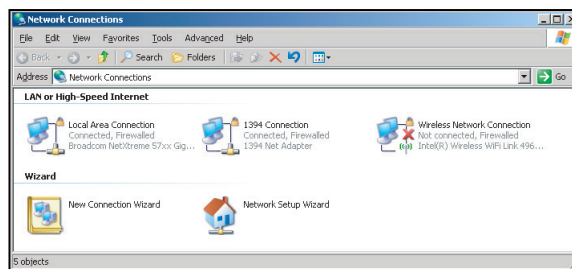 Network Connections
File Edit View Favorites Tools Advanced Help
Back Search Folders
Address Network Connections Go
LAN or High-Speed Internet
Local Area Connection
Connected, Firewalled
Broadcom NetXtreme 57xx Gig...
1394 Connection
Connected, Firewalled
1394 Net Adapter
Wireless Network Connection
Not connected, Firewalled
Intel(R) Wireless WiFi Link 496...
Wizard
New Connection Wizard
Network Setup Wizard
5 objects